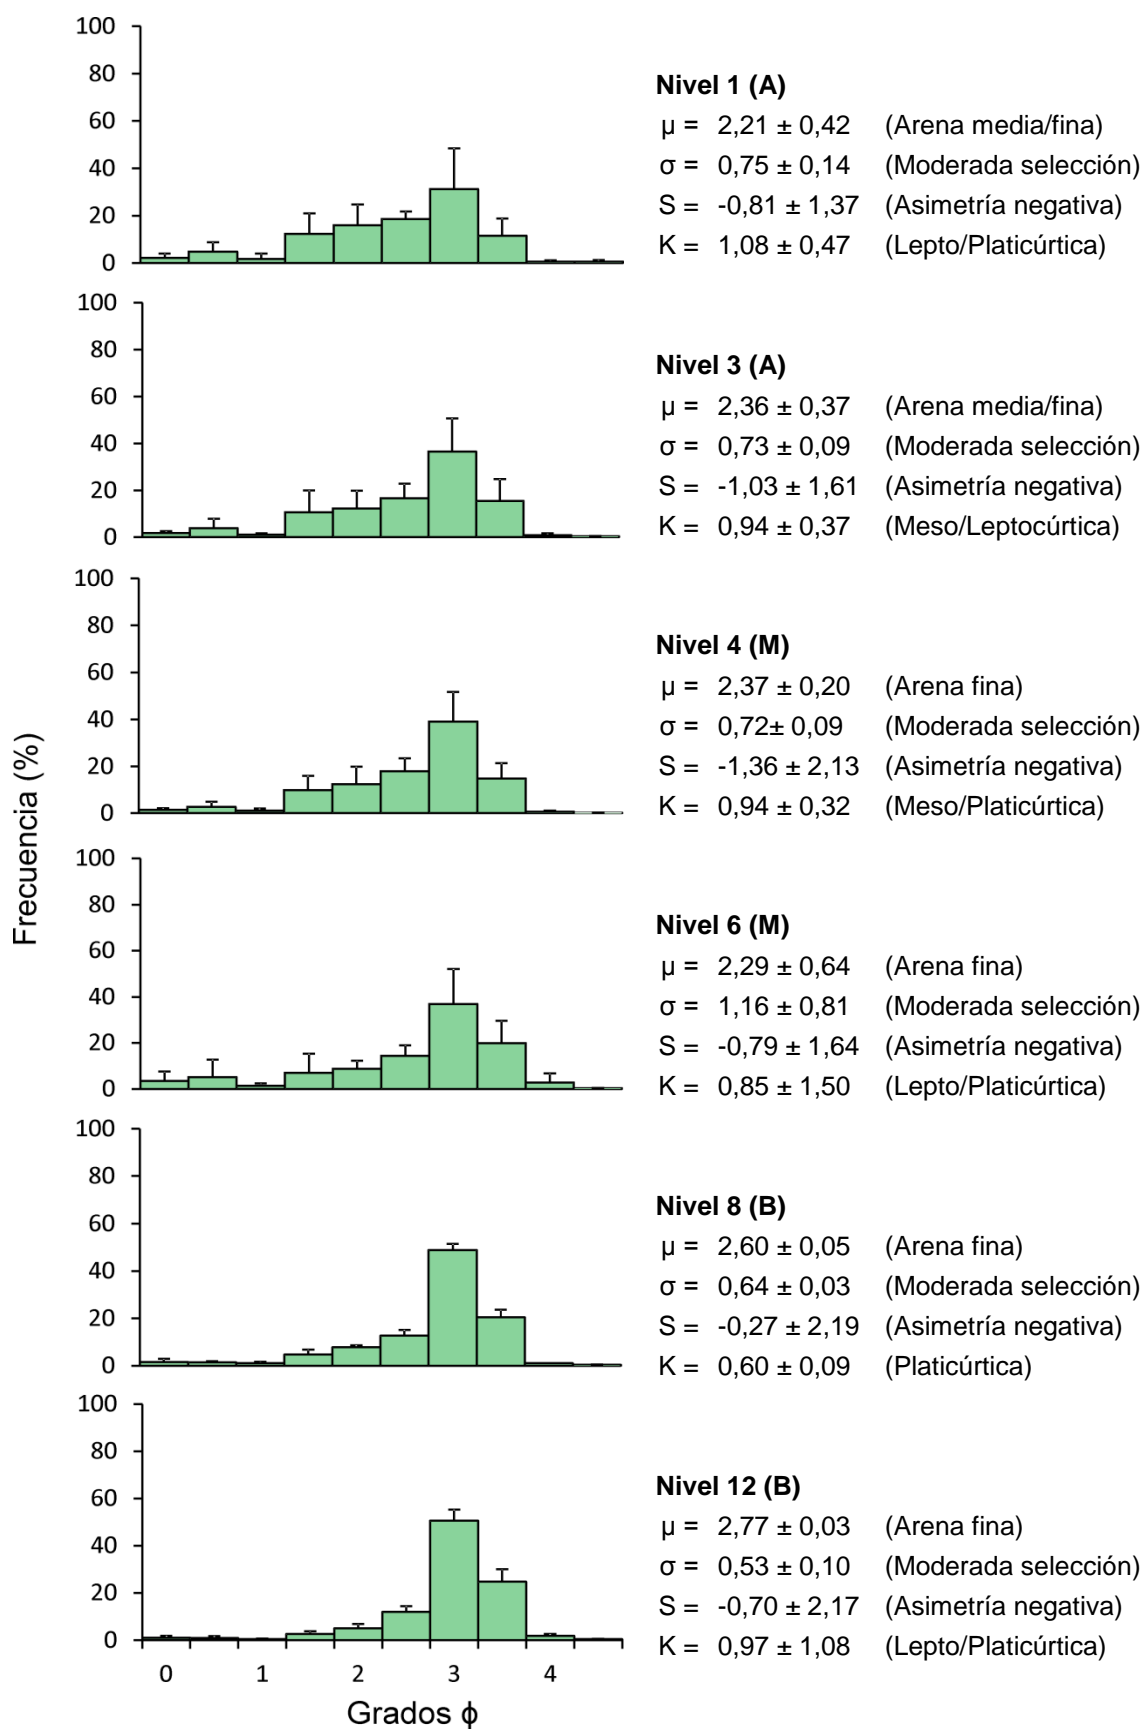 Frecuencia (%)
100
80
60
40
20
0
Nivel 1 (A)
μ = 2,21 ± 0,42 (Arena media/fina)
σ = 0,75 ± 0,14 (Moderada selección)
S = -0,81 ± 1,37 (Asimetría negativa)
K = 1,08 ± 0,47 (Lepto/Platicúrtica)
100
80
60
40
20
0
Nivel 3 (A)
μ = 2,36 ± 0,37 (Arena media/fina)
σ = 0,73 ± 0,09 (Moderada selección)
S = -1,03 ± 1,61 (Asimetría negativa)
K = 0,94 ± 0,37 (Meso/Leptocúrtica)
100
80
60
40
20
0
Nivel 4 (M)
μ = 2,37 ± 0,20 (Arena fina)
σ = 0,72± 0,09 (Moderada selección)
S = -1,36 ± 2,13 (Asimetría negativa)
K = 0,94 ± 0,32 (Meso/Platicúrtica)
100
80
60
40
20
0
Nivel 6 (M)
μ = 2,29 ± 0,64 (Arena fina)
σ = 1,16 ± 0,81 (Moderada selección)
S = -0,79 ± 1,64 (Asimetría negativa)
K = 0,85 ± 1,50 (Lepto/Platicúrtica)
100
80
60
40
20
0
Nivel 8 (B)
μ = 2,60 ± 0,05 (Arena fina)
σ = 0,64 ± 0,03 (Moderada selección)
S = -0,27 ± 2,19 (Asimetría negativa)
K = 0,60 ± 0,09 (Platicúrtica)
100
80
60
40
20
0
Nivel 12 (B)
μ = 2,77 ± 0,03 (Arena fina)
σ = 0,53 ± 0,10 (Moderada selección)
S = -0,70 ± 2,17 (Asimetría negativa)
K = 0,97 ± 1,08 (Lepto/Platicúrtica)
0 1 2 3 4
Grados ϕ